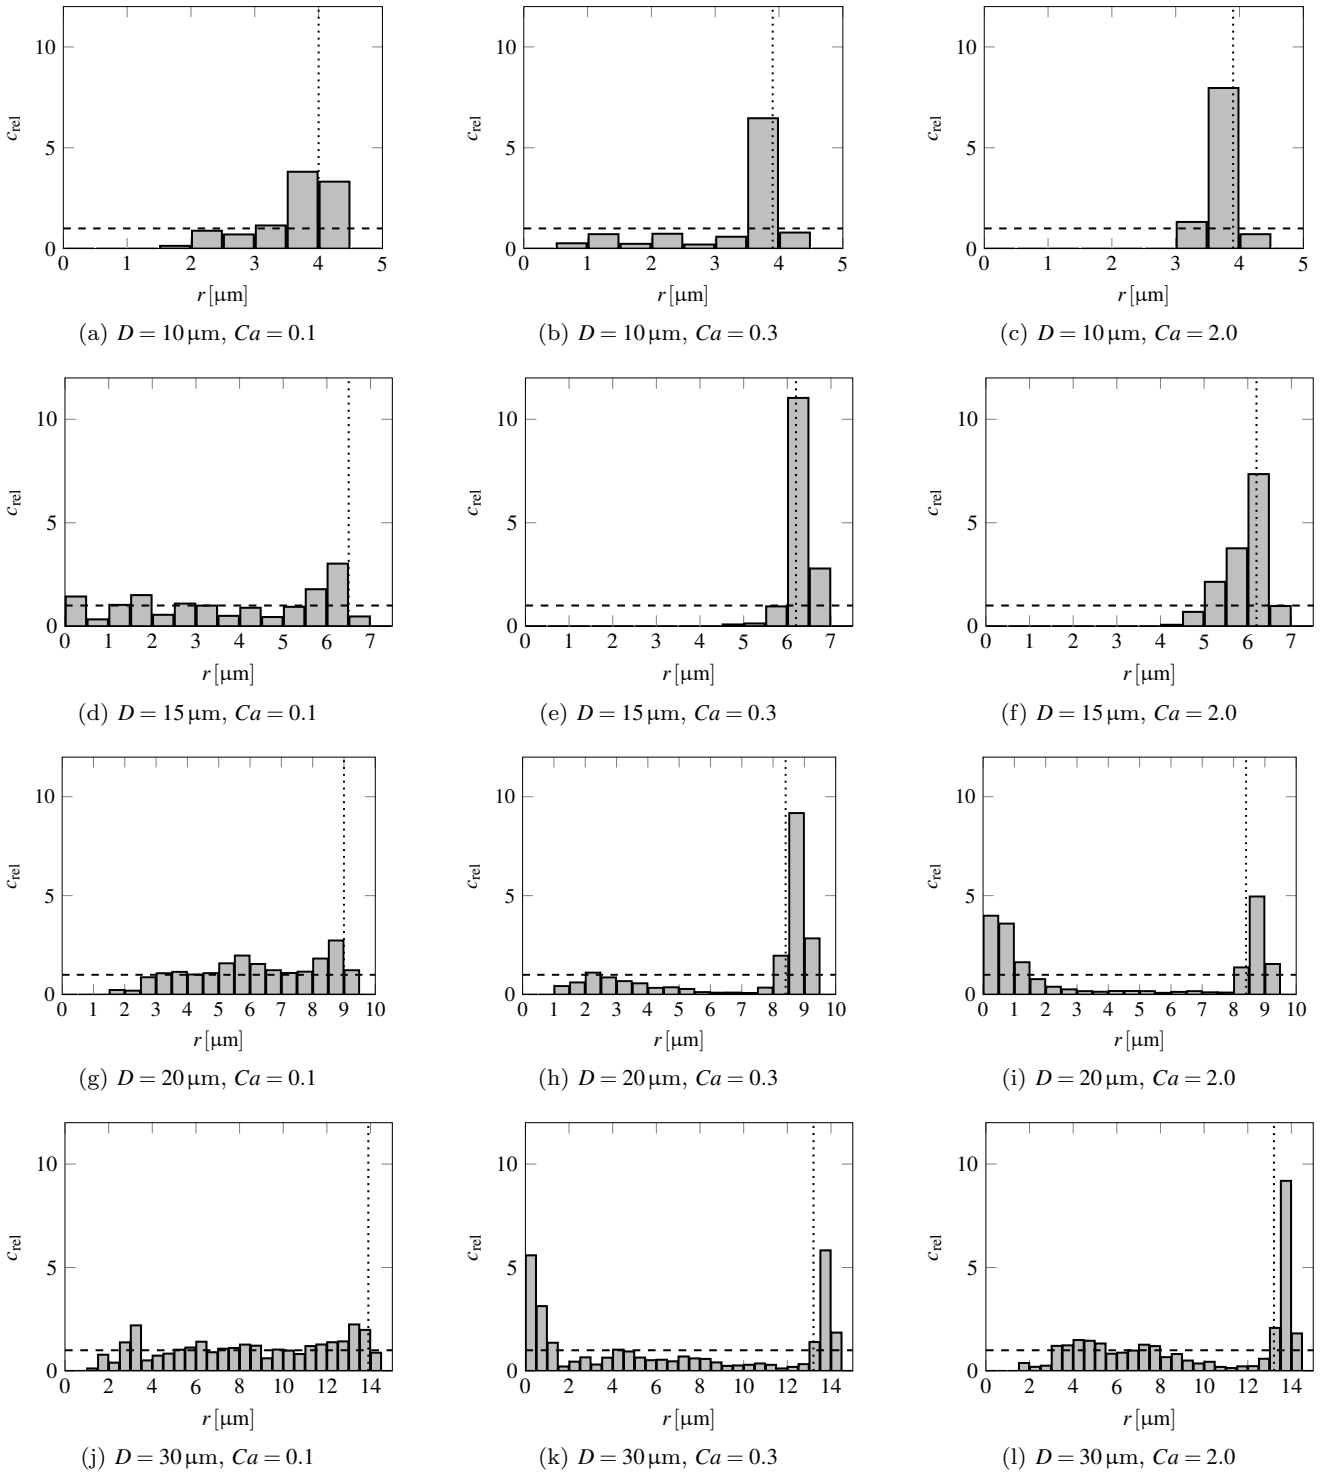 10
10
10
c_rel
c_rel
c_rel
5
5
5
0
0
0
0 1 2 3 4 5
0 1 2 3 4 5
0 1 2 3 4 5
r [µm]
r [µm]
r [µm]
(a) D = 10 µm, Ca = 0.1
(b) D = 10 µm, Ca = 0.3
(c) D = 10 µm, Ca = 2.0
10
10
10
c_rel
c_rel
c_rel
5
5
5
0
0
0
0 1 2 3 4 5 6 7
0 1 2 3 4 5 6 7
0 1 2 3 4 5 6 7
r [µm]
r [µm]
r [µm]
(d) D = 15 µm, Ca = 0.1
(e) D = 15 µm, Ca = 0.3
(f) D = 15 µm, Ca = 2.0
10
10
10
c_rel
c_rel
c_rel
5
5
5
0
0
0
0 1 2 3 4 5 6 7 8 9 10
0 1 2 3 4 5 6 7 8 9 10
0 1 2 3 4 5 6 7 8 9 10
r [µm]
r [µm]
r [µm]
(g) D = 20 µm, Ca = 0.1
(h) D = 20 µm, Ca = 0.3
(i) D = 20 µm, Ca = 2.0
10
10
10
c_rel
c_rel
c_rel
5
5
5
0
0
0
0 2 4 6 8 10 12 14
0 2 4 6 8 10 12 14
0 2 4 6 8 10 12 14
r [µm]
r [µm]
r [µm]
(j) D = 30 µm, Ca = 0.1
(k) D = 30 µm, Ca = 0.3
(l) D = 30 µm, Ca = 2.0